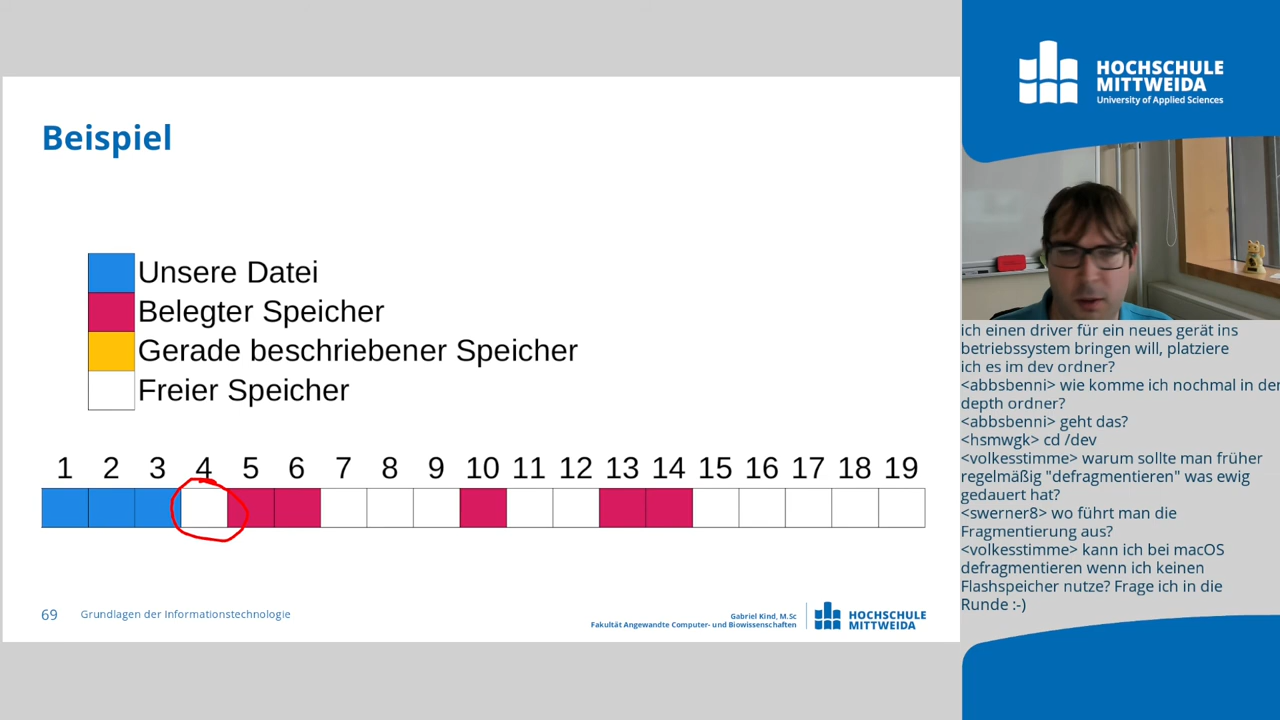 HOCHSCHULE
MITTWEIDA
University of Applied Sciences
Beispiel
Unsere Datei
Belegter Speicher
Gerade beschriebener Speicher
Freier Speicher
1 2 3 4 5 6 7 8 9 10 11 12 13 14 15 16 17 18 19
69 Grundlagen der Informationstechnologie
Gabriel Kind, M.Sc
Fakultät Angewandte Computer- und Biowissenschaften
HOCHSCHULE
MITTWEIDA
ich einen driver für ein neues gerät ins
betriebssystem bringen will, platziere
ich es im dev ordner?
<abbsbenni> wie komme ich nochmal in der
depth ordner?
<abbsbenni> geht das?
<hsmwgk> cd /dev
<volkesstimme> warum sollte man früher
regelmäßig "defragmentieren" was ewig
gedauert hat?
<swerner8> wo führt man die
Fragmentierung aus?
<volkesstimme> kann ich bei macOS
defragmentieren wenn ich keinen
Flashspeicher nutze? Frage ich in die
Runde :-)